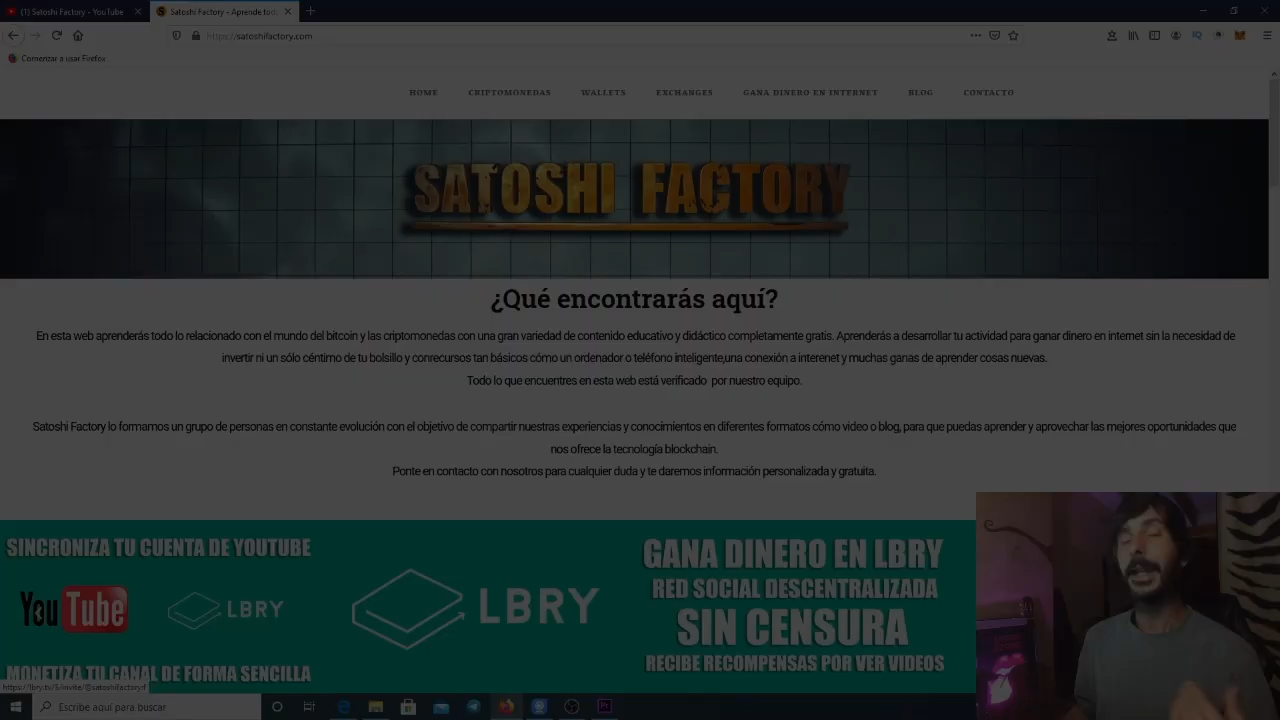 (1) Satoshi Factory - YouTube
Satoshi Factory - Aprende tod
https://satoshifactory.com
Comenzar a usar Firefox
HOME CRIPTOMONEDAS WALLETS EXCHANGES GANA DINERO EN INTERNET BLOG CONTACTO
SATOSHI FACTORY
¿Qué encontrarás aquí?
En esta web aprenderás todo lo relacionado con el mundo del bitcoin y las criptomonedas con una gran variedad de contenido educativo y didáctico completamente gratis. Aprenderás a desarrollar tu actividad para ganar dinero en internet sin la necesidad de
invertir ni un sólo céntimo de tu bolsillo y conrecursos tan básicos cómo un ordenador o teléfono inteligente,una conexión a interenet y muchas ganas de aprender cosas nuevas.
Todo lo que encuentres en esta web está verificado por nuestro equipo.
Satoshi Factory lo formamos un grupo de personas en constante evolución con el objetivo de compartir nuestras experiencias y conocimientos en diferentes formatos cómo video o blog, para que puedas aprender y aprovechar las mejores oportunidades que
nos ofrece la tecnología blockchain.
Ponte en contacto con nosotros para cualquier duda y te daremos información personalizada y gratuita.
SINCRONIZA TU CUENTA DE YOUTUBE
YouTube
LBRY
MONETIZA TU CANAL DE FORMA SENCILLA
LBRY
GANA DINERO EN LBRY
RED SOCIAL DESCENTRALIZADA
SIN CENSURA
RECIBE RECOMPENSAS POR VER VIDEOS
https://lbry.tv/$/invite/@satoshifactory:f
Escribe aquí para buscar